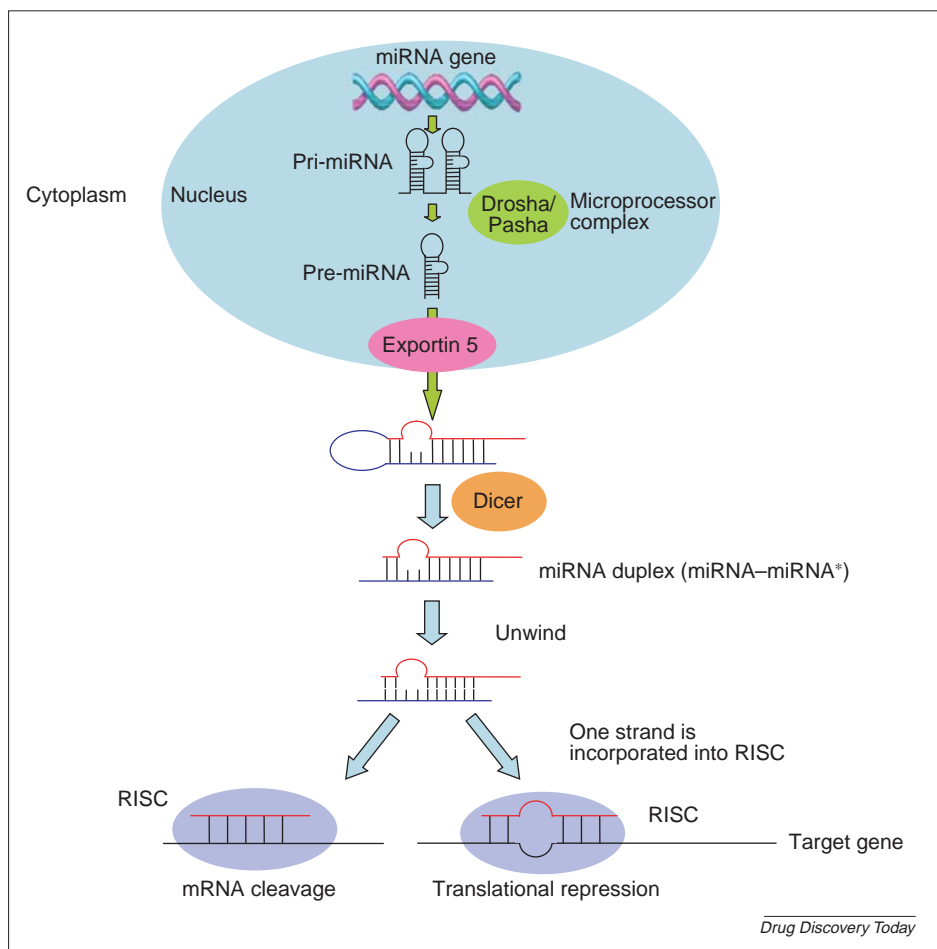 miRNA gene
Pri-miRNA
Cytoplasm
Nucleus
Drosha/
Pasha
Microprocessor
complex
Pre-miRNA
Exportin 5
Dicer
miRNA duplex (miRNA–miRNA*)
Unwind
One strand is
incorporated into RISC
RISC
RISC
Target gene
mRNA cleavage
Translational repression
Drug Discovery Today